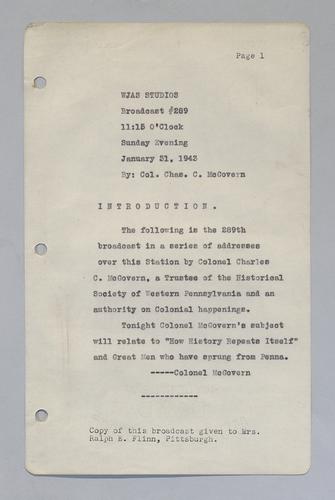 Page 1
WJAS STUDIOS
Broadcast #289
11:15 O'Clock
Sunday Evening
January 31, 1943
By: Col. Chas. C. McGovern
INTRODUCTION.
The following is the 289th
broadcast in a series of addresses
over this Station by Colonel Charles
C. McGovern, a Trustee of the Historical
Society of Western Pennsylvania and an
authority on Colonial happenings.
Tonight Colonel McGovern's subject
will relate to "How History Repeats Itself"
and Great Men who have sprung from Penna.
-----Colonel McGovern
------------
Copy of this broadcast given to Mrs.
Ralph E. Flinn, Pittsburgh.